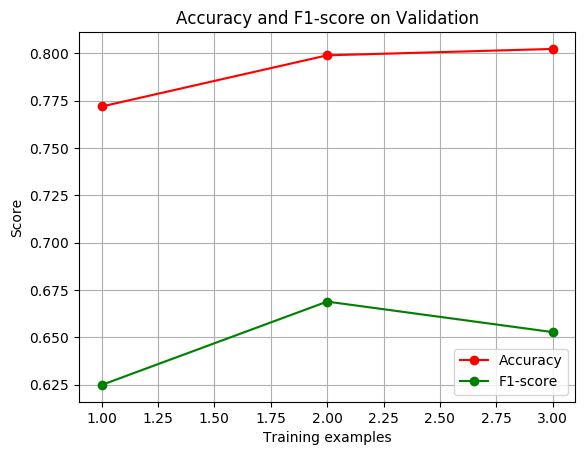 Accuracy and F1-score on Validation
Score
0.800
0.775
0.750
0.725
0.700
0.675
0.650
0.625
Accuracy
F1-score
1.00 1.25 1.50 1.75 2.00 2.25 2.50 2.75 3.00
Training examples